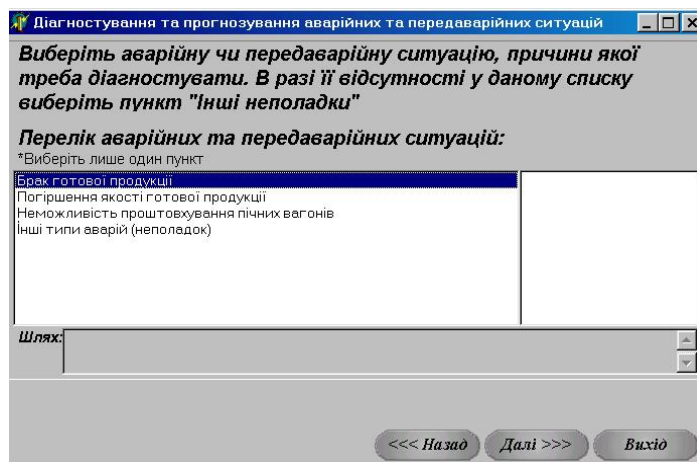 Діагностування та прогнозування аварійних та передаварійних ситуацій
Виберіть аварійну чи передаварійну ситуацію, причини якої
треба діагностувати. В разі її відсутності у даному списку
виберіть пункт "Інші неполадки"
Перелік аварійних та передаварійних ситуацій:
*Виберіть лише один пункт
Брак готової продукції
Погіршення якості готової продукції
Неможливість проштовхування пічних вагонів
Інші типи аварій (неполадок)
Шлях:
<<< Назад Далі >>> Вихід